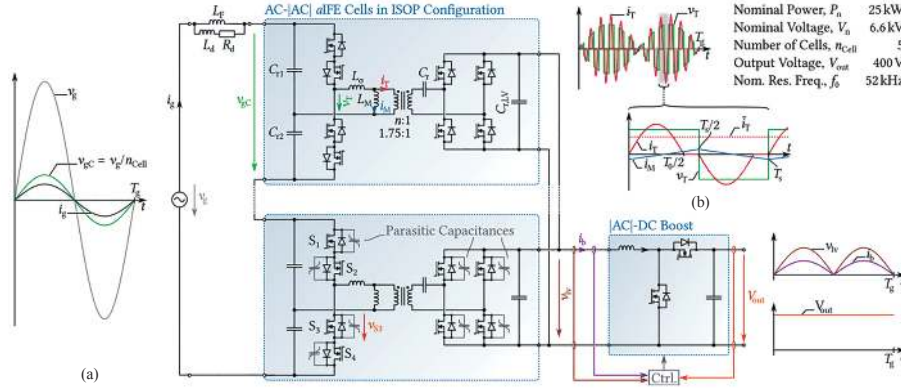 L_F
L_d R_d
AC-|AC| aIFE Cells in ISOP Configuration
i_T v_T
T_g
t
Nominal Power, P_n 25 kW
Nominal Voltage, V_n 6.6 kV
Number of Cells, n_Cell 5
Output Voltage, V_out 400 V
Nom. Res. Freq., f_0 52 kHz
v_g
v_gC = v_g/n_Cell
i_g
T_g
t
(a)
i_g
v_g
v_gC
C_r1
C_r2
L_σ
i_T
L_M
i_M
v_T
n:1
1.75:1
C_r
C_r,LV
T_s/2
i_T
i_T
T_0/2
t
i_M
v_T
T_s
(b)
S_1
S_2
S_3
S_4
Parasitic Capacitances
v_S3
v_lv
i_b
|AC|-DC Boost
V_out
Ctrl.
v_lv
i_b
T_g
V_out
T_g